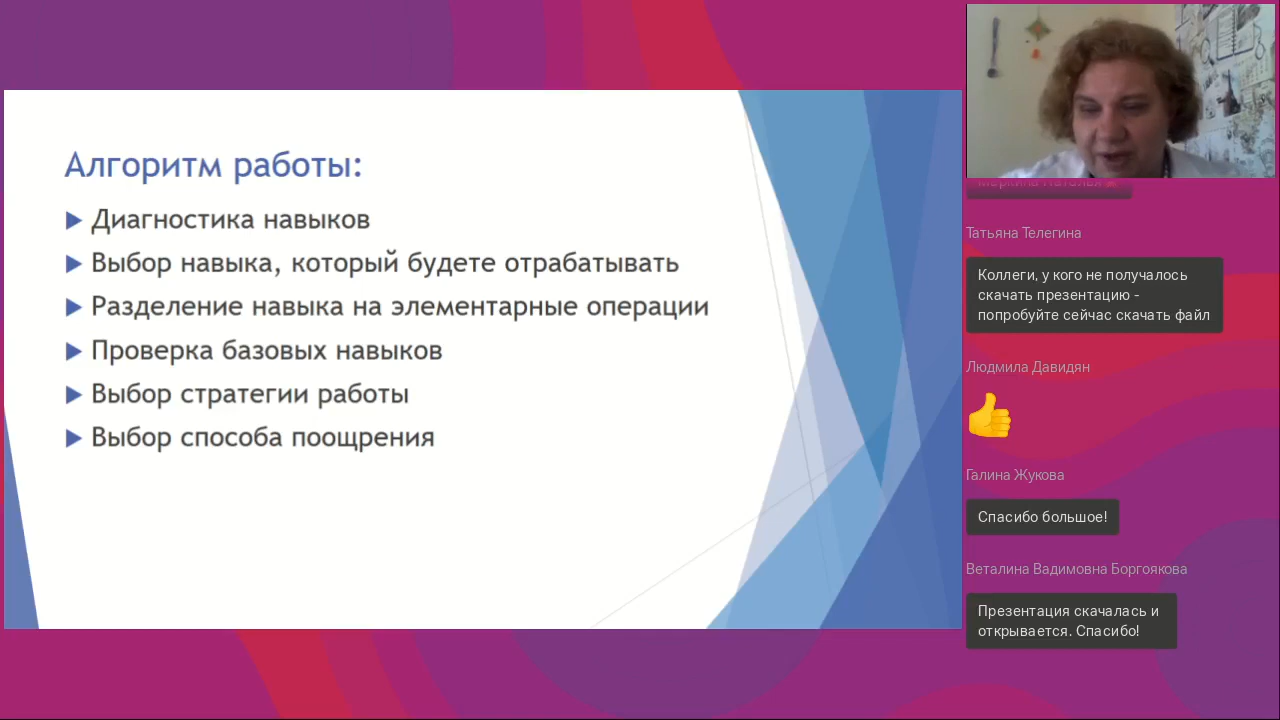 Алгоритм работы:
Диагностика навыков
Выбор навыка, который будете отрабатывать
Разделение навыка на элементарные операции
Проверка базовых навыков
Выбор стратегии работы
Выбор способа поощрения
Татьяна Телегина
Коллеги, у кого не получалось
скачать презентацию -
попробуйте сейчас скачать файл
Людмила Давидян
Галина Жукова
Спасибо большое!
Веталина Вадимовна Боргоякова
Презентация скачалась и
открывается. Спасибо!